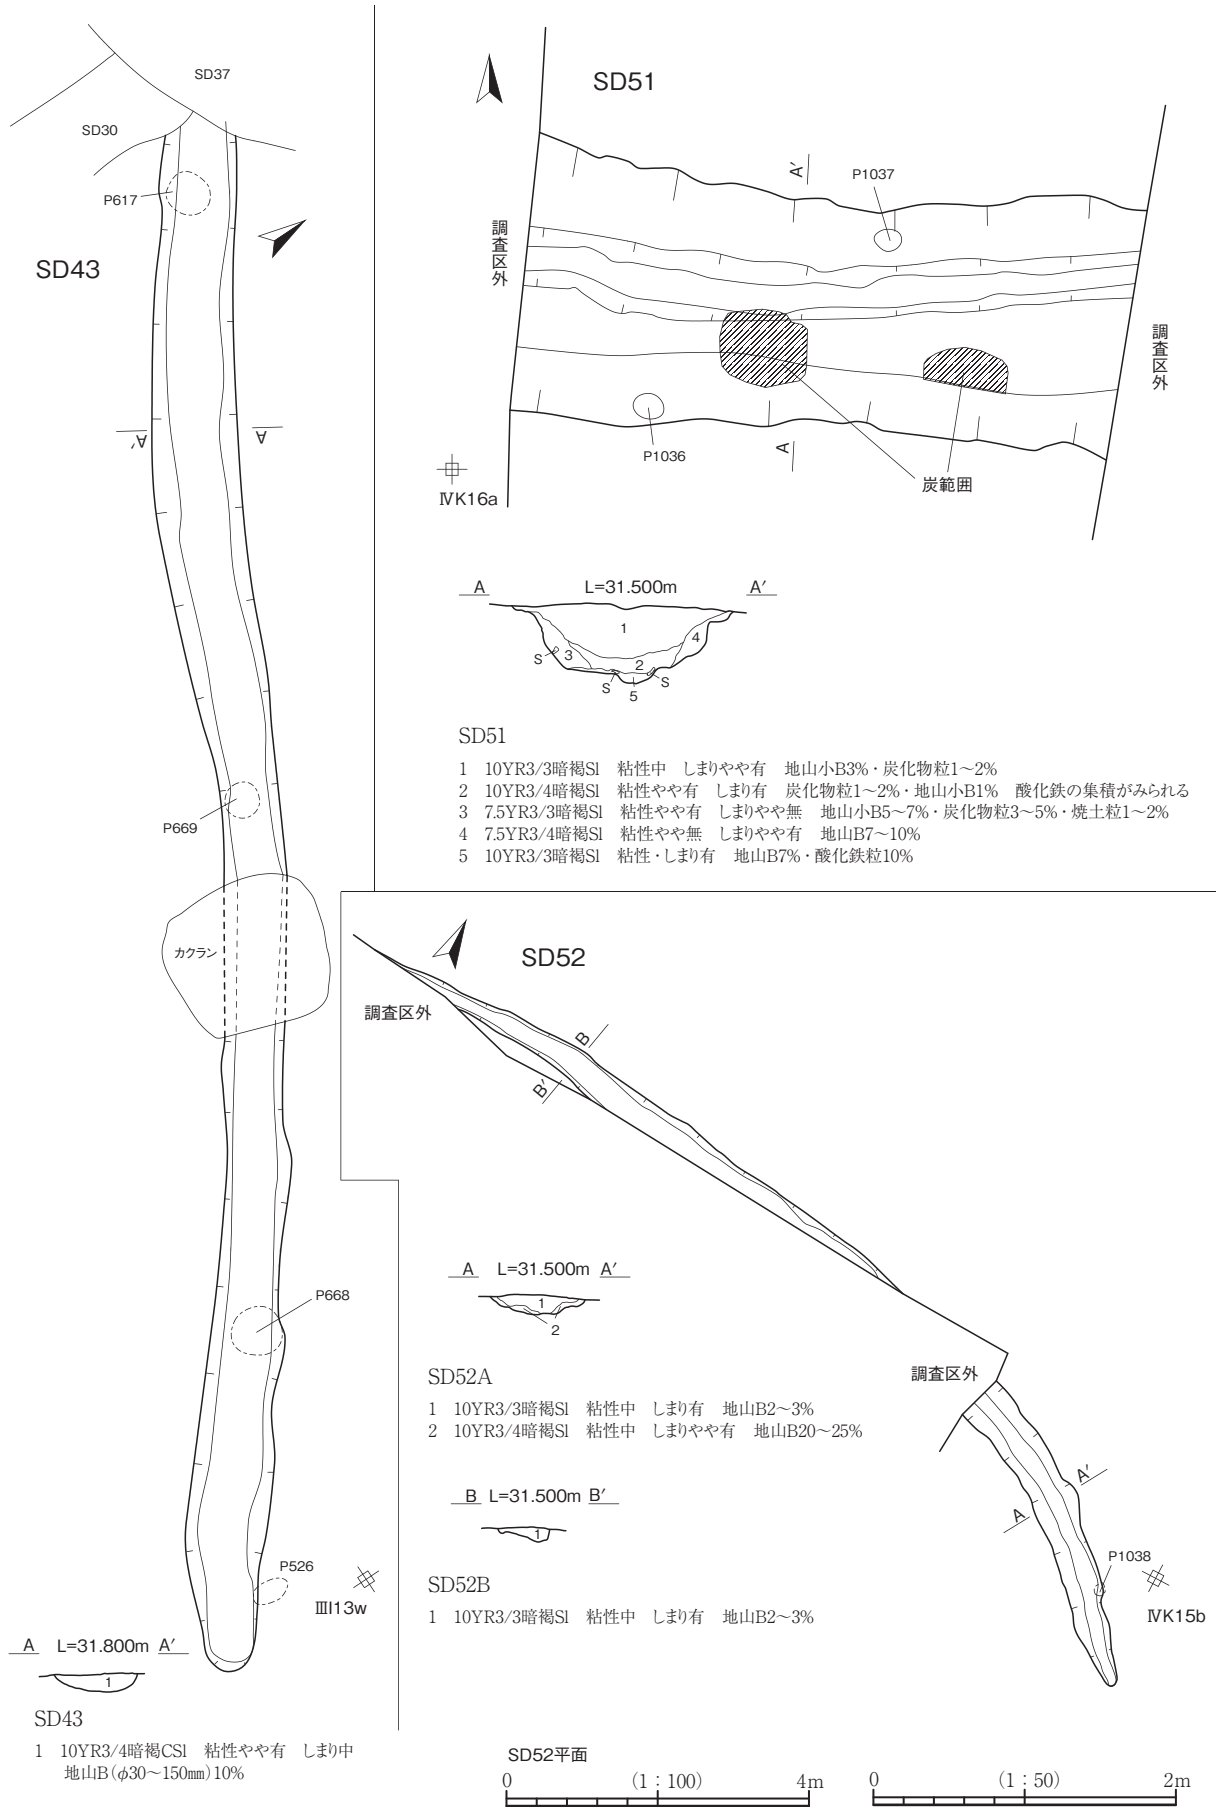 SD37
SD30
P617
SD43
A′
A
P669
カクラン
P668
P526
ⅢI13w
A L=31.800m A′
1
SD43
1 10YR3/4暗褐CSl 粘性やや有 しまり中
地山B(φ30~150㎜)10%
SD51
A′
P1037
調査区外
調査区外
P1036
A
炭範囲
ⅣK16a
A L=31.500m A′
1
4
3
2
S
S
S
5
SD51
1 10YR3/3暗褐Sl 粘性中 しまりやや有 地山小B3%・炭化物粒1~2%
2 10YR3/4暗褐Sl 粘性やや有 しまり有 炭化物粒1~2%・地山小B1% 酸化鉄の集積がみられる
3 7.5YR3/3暗褐Sl 粘性やや有 しまりやや無 地山小B5~7%・炭化物粒3~5%・焼土粒1~2%
4 7.5YR3/4暗褐Sl 粘性やや無 しまりやや有 地山B7~10%
5 10YR3/3暗褐Sl 粘性・しまり有 地山B7%・酸化鉄粒10%
SD52
調査区外
B
B′
A L=31.500m A′
1
2
SD52A
1 10YR3/3暗褐Sl 粘性中 しまり有 地山B2~3%
2 10YR3/4暗褐Sl 粘性中 しまりやや有 地山B20~25%
B L=31.500m B′
1
SD52B
1 10YR3/3暗褐Sl 粘性中 しまり有 地山B2~3%
調査区外
A′
A
P1038
ⅣK15b
SD52平面
0 (1:100) 4m
0 (1:50) 2m